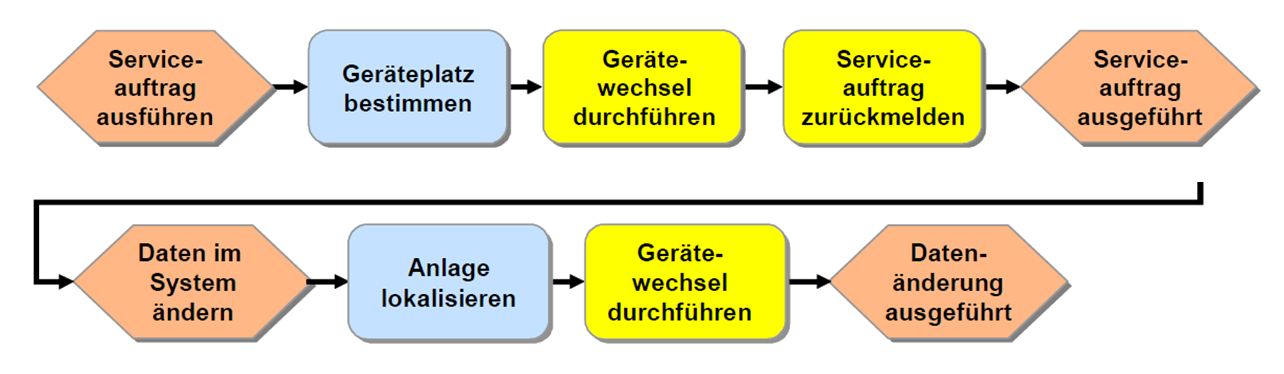 Service-
auftrag
ausführen
Geräteplatz
bestimmen
Geräte-
wechsel
durchführen
Service-
auftrag
zurückmelden
Service-
auftrag
ausgeführt
Daten im
System
ändern
Anlage
lokalisieren
Geräte-
wechsel
durchführen
Daten-
änderung
ausgeführt